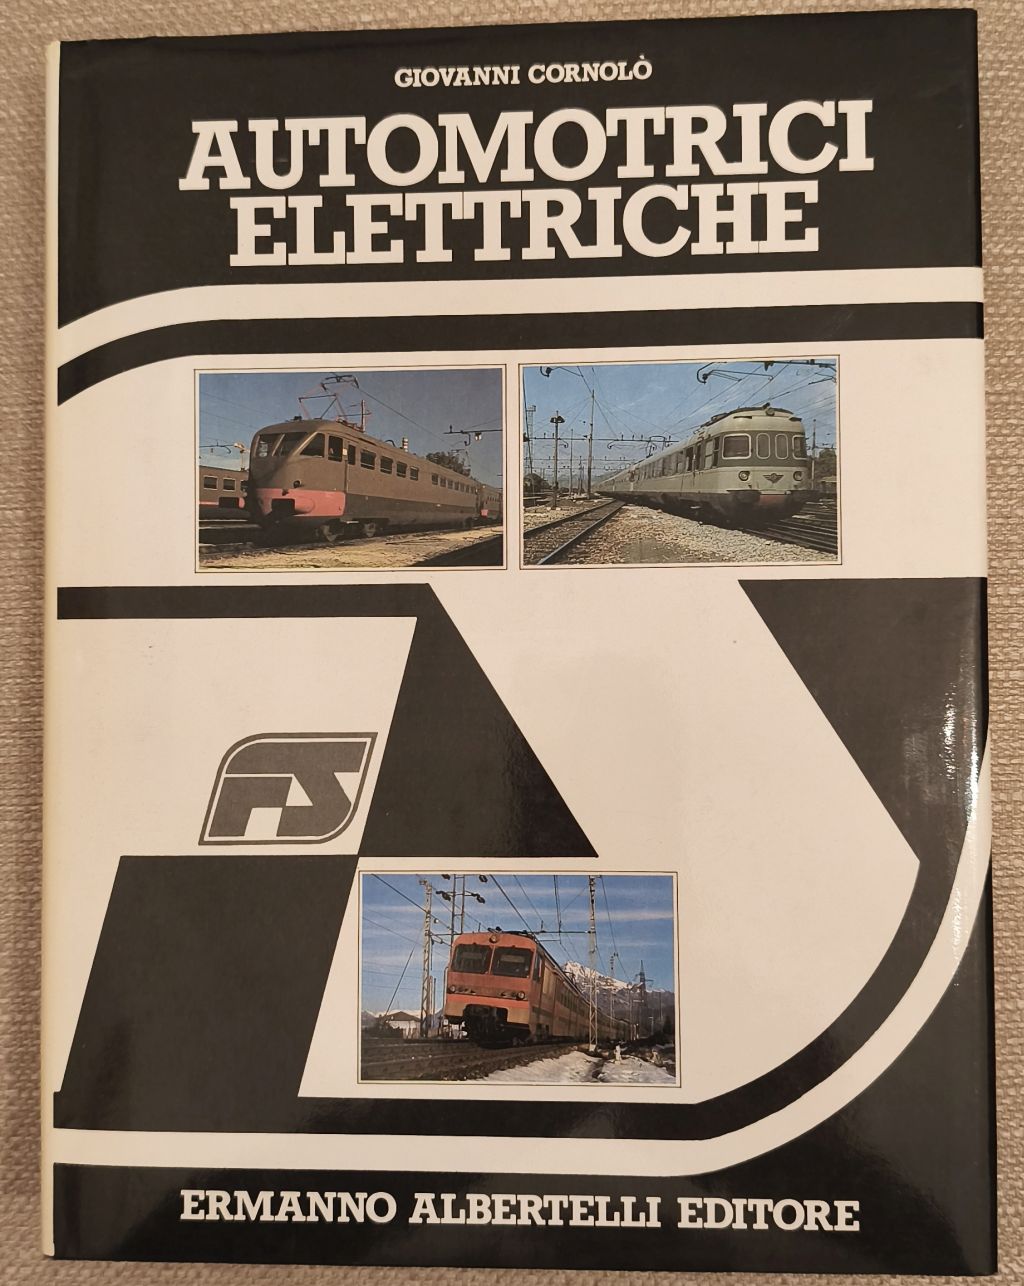 GIOVANNI CORNOLÒ
AUTOMOTRICI
ELETTRICHE
FS
ERMANNO ALBERTELLI EDITORE